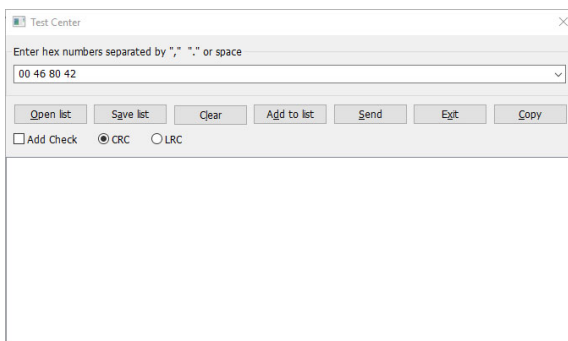 Test Center
Enter hex numbers separated by "," "." or space
00 46 80 42
Open list Save list Clear Add to list Send Exit Copy
Add Check CRC LRC